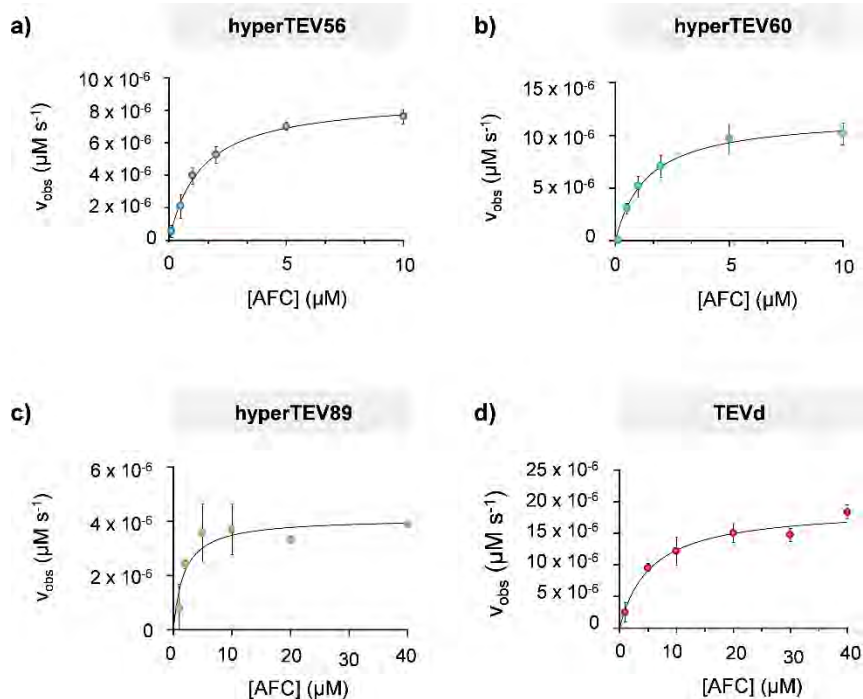 a) hyperTEV56
10 x 10-6
8 x 10-6
6 x 10-6
4 x 10-6
2 x 10-6
0
vobs (µM s-1)
0 5 10
[AFC] (µM)
b) hyperTEV60
15 x 10-6
10 x 10-6
5 x 10-6
0
vobs (µM s-1)
0 5 10
[AFC] (µM)
c) hyperTEV89
6 x 10-6
4 x 10-6
2 x 10-6
0
vobs (µM s-1)
0 10 20 30 40
[AFC] (µM)
d) TEVd
25 x 10-6
20 x 10-6
15 x 10-6
10 x 10-6
5 x 10-6
0
vobs (µM s-1)
0 10 20 30 40
[AFC] (µM)